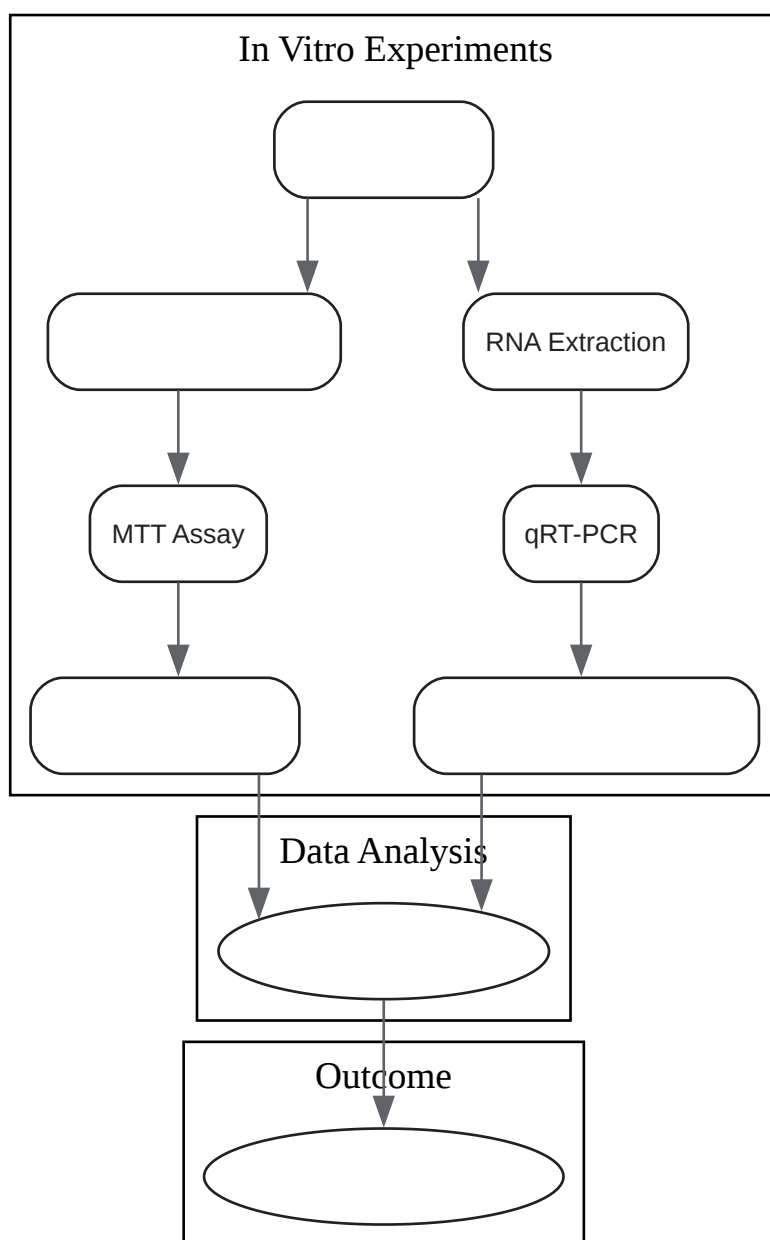 In Vitro Experiments
RNA Extraction
MTT Assay
qRT-PCR
Data Analysis
Outcome